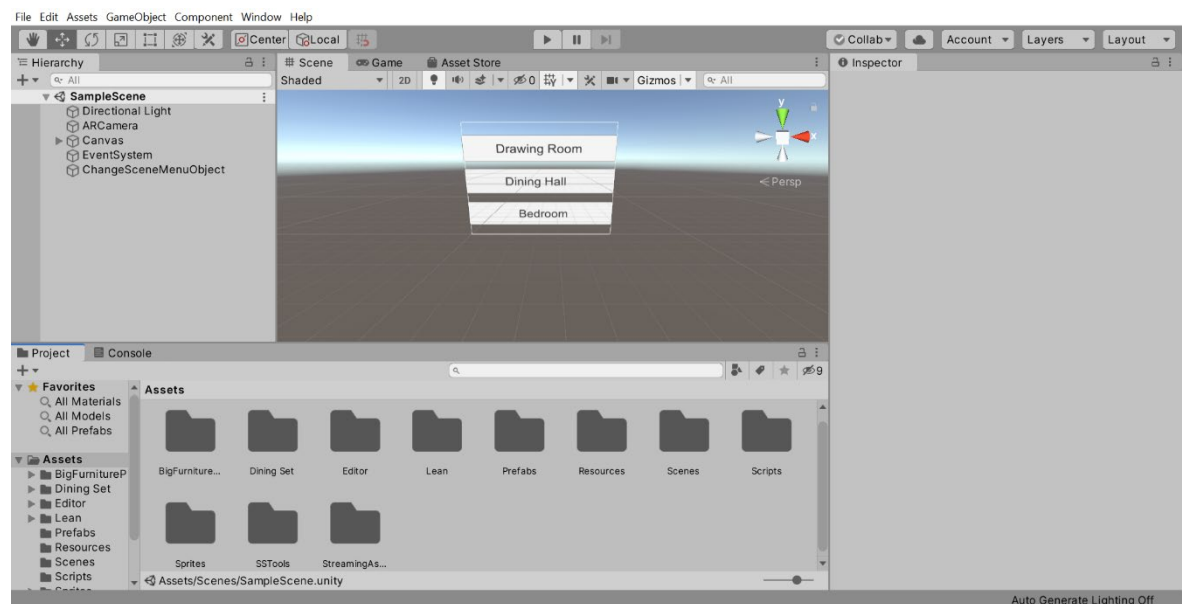 File Edit Assets GameObject Component Window Help
Center Local Collab Account Layers Layout
Hierarchy
All
SampleScene
Directional Light
ARCamera
Canvas
EventSystem
ChangeSceneMenuObject
Scene Game Asset Store
Shaded 2D 0 Gizmos All
y
x
Persp
Drawing Room
Dining Hall
Bedroom
Inspector
Project Console
9
Favorites
All Materials
All Models
All Prefabs
Assets
BigFurnitureP
Dining Set
Editor
Lean
Prefabs
Resources
Scenes
Scripts
Assets
BigFurniture... Dining Set Editor Lean Prefabs Resources Scenes Scripts
Sprites SSTools StreamingAs...
Assets/Scenes/SampleScene.unity
Auto Generate Lighting Off